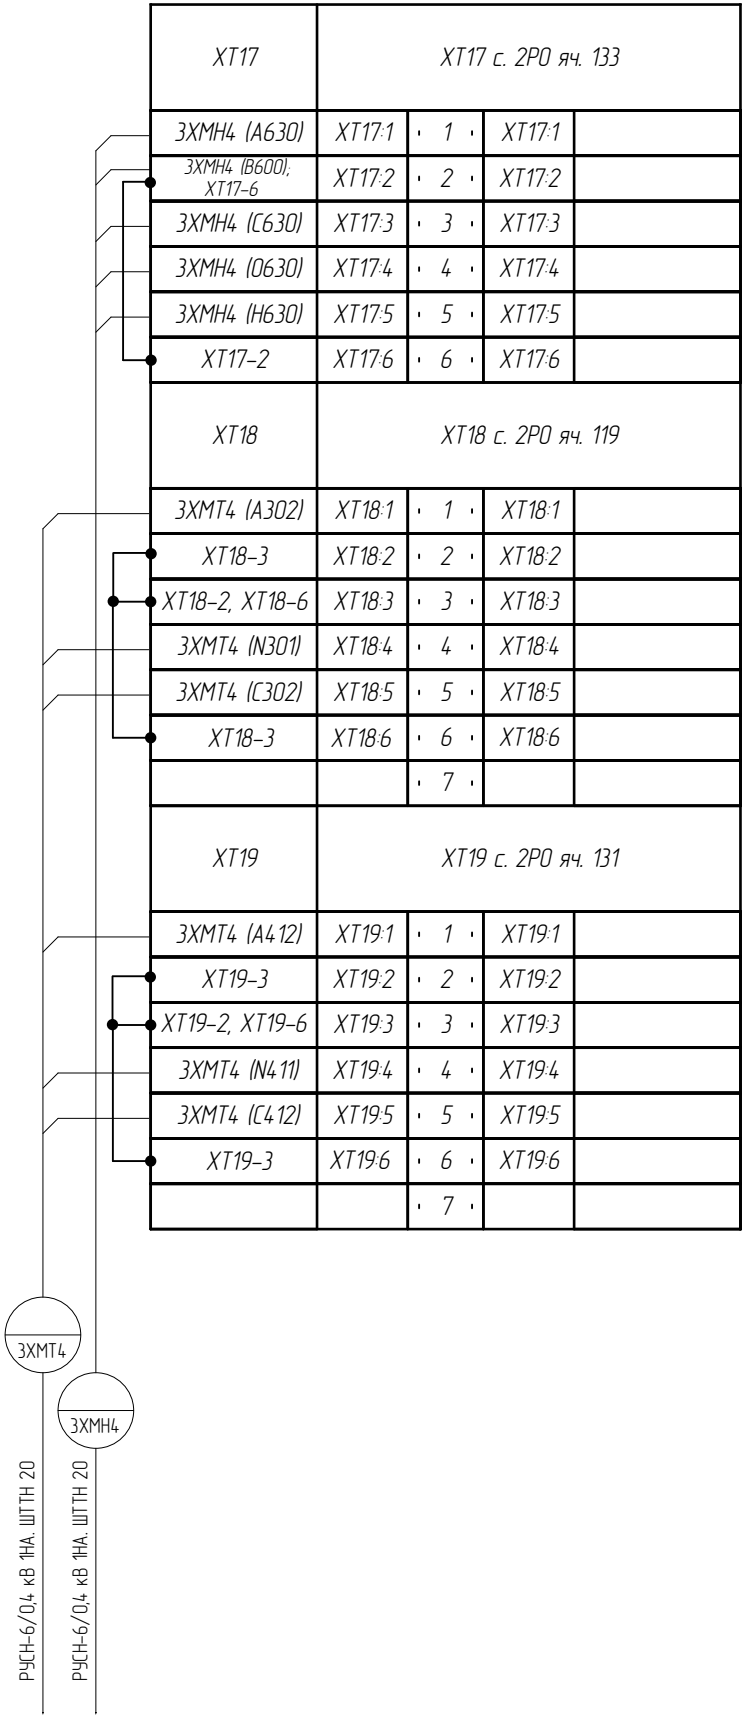 XT17 XT17 с. 2РО яч. 133
3ХМН4 (А630) XT17:1 1 XT17:1
3ХМН4 (В600);
XT17-6 XT17:2 2 XT17:2
3ХМН4 (С630) XT17:3 3 XT17:3
3ХМН4 (О630) XT17:4 4 XT17:4
3ХМН4 (Н630) XT17:5 5 XT17:5
XT17-2 XT17:6 6 XT17:6
XT18 XT18 с. 2РО яч. 119
3ХМТ4 (А302) XT18:1 1 XT18:1
XT18-3 XT18:2 2 XT18:2
XT18-2, XT18-6 XT18:3 3 XT18:3
3ХМТ4 (N301) XT18:4 4 XT18:4
3ХМТ4 (С302) XT18:5 5 XT18:5
XT18-3 XT18:6 6 XT18:6
7
XT19 XT19 с. 2РО яч. 131
3ХМТ4 (А412) XT19:1 1 XT19:1
XT19-3 XT19:2 2 XT19:2
XT19-2, XT19-6 XT19:3 3 XT19:3
3ХМТ4 (N411) XT19:4 4 XT19:4
3ХМТ4 (С412) XT19:5 5 XT19:5
XT19-3 XT19:6 6 XT19:6
7
3ХМТ4
3ХМН4
РУСН-6/0,4 кВ 1НА. ШТТН 20
РУСН-6/0,4 кВ 1НА. ШТТН 20